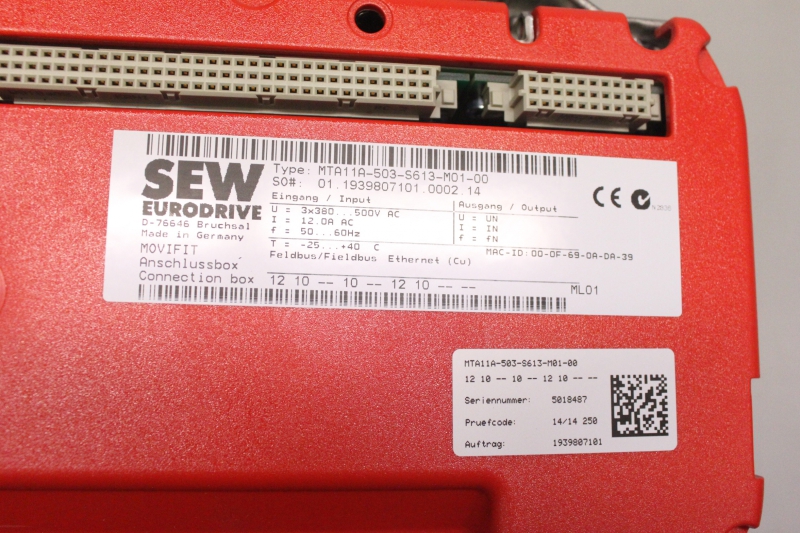 SEW
EURODRIVE
D-76646 Bruchsal
Made in Germany
MOVIFIT
Anschlussbox
Connection box
Type: MTA11A-503-S613-M01-00
SO#: 01.1939807101.0002.14
Eingang / Input
U = 3x380...500V AC
I = 12.0A AC
f = 50...60Hz
T = -25...+40 C
Ausgang / Output
U = UN
I = IN
f = fN
MAC-ID:00-0F-69-0A-DA-39
Feldbus/Fieldbus Ethernet (Cu)
12 10 -- 10 -- 12 10 -- --
ML01
CE
MTA11A-503-S613-M01-00
12 10 -- 10 -- 12 10 -- --
Seriennummer: 5018487
Pruefcode: 14/14 250
Auftrag: 1939807101